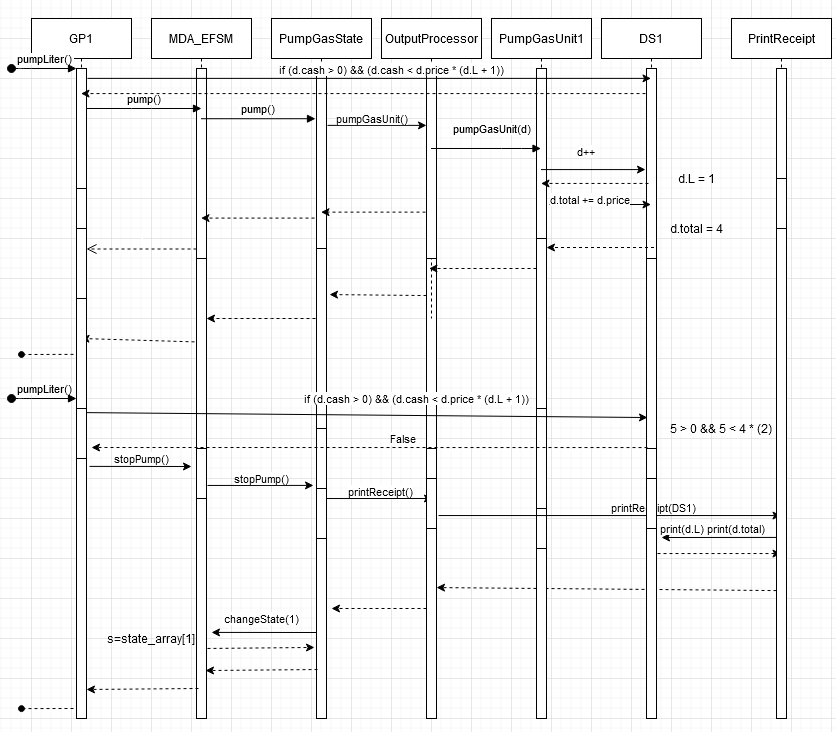 GP1
MDA_EFSM
PumpGasState
OutputProcessor
PumpGasUnit1
DS1
PrintReceipt
pumpLiter()
if (d.cash > 0) && (d.cash < d.price * (d.L + 1))
pump()
pump()
pumpGasUnit()
pumpGasUnit(d)
d++
d.L = 1
d.total += d.price
d.total = 4
pumpLiter()
if (d.cash > 0) && (d.cash < d.price * (d.L + 1))
5 > 0 && 5 < 4 * (2)
False
stopPump()
stopPump()
printReceipt()
printRe ipt(DS1)
print(d.L) print(d.total)
changeState(1)
s=state_array[1]